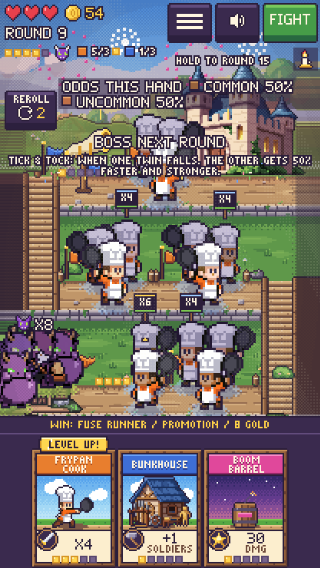 54
ROUND 9
FIGHT
5/3 1/3
HOLD TO ROUND 15
ODDS THIS HAND COMMON 50%
UNCOMMON 50%
REROLL
2
BOSS NEXT ROUND
TICK & TOCK: WHEN ONE TWIN FALLS, THE OTHER GETS 50%
FASTER AND STRONGER.
X4
X4
X6
X4
X8
WIN: FUSE RUNNER / PROMOTION / 8 GOLD
LEVEL UP!
FRYPAN
COOK
X4
BUNKHOUSE
+1
SOLDIERS
BOOM
BARREL
30
DMG